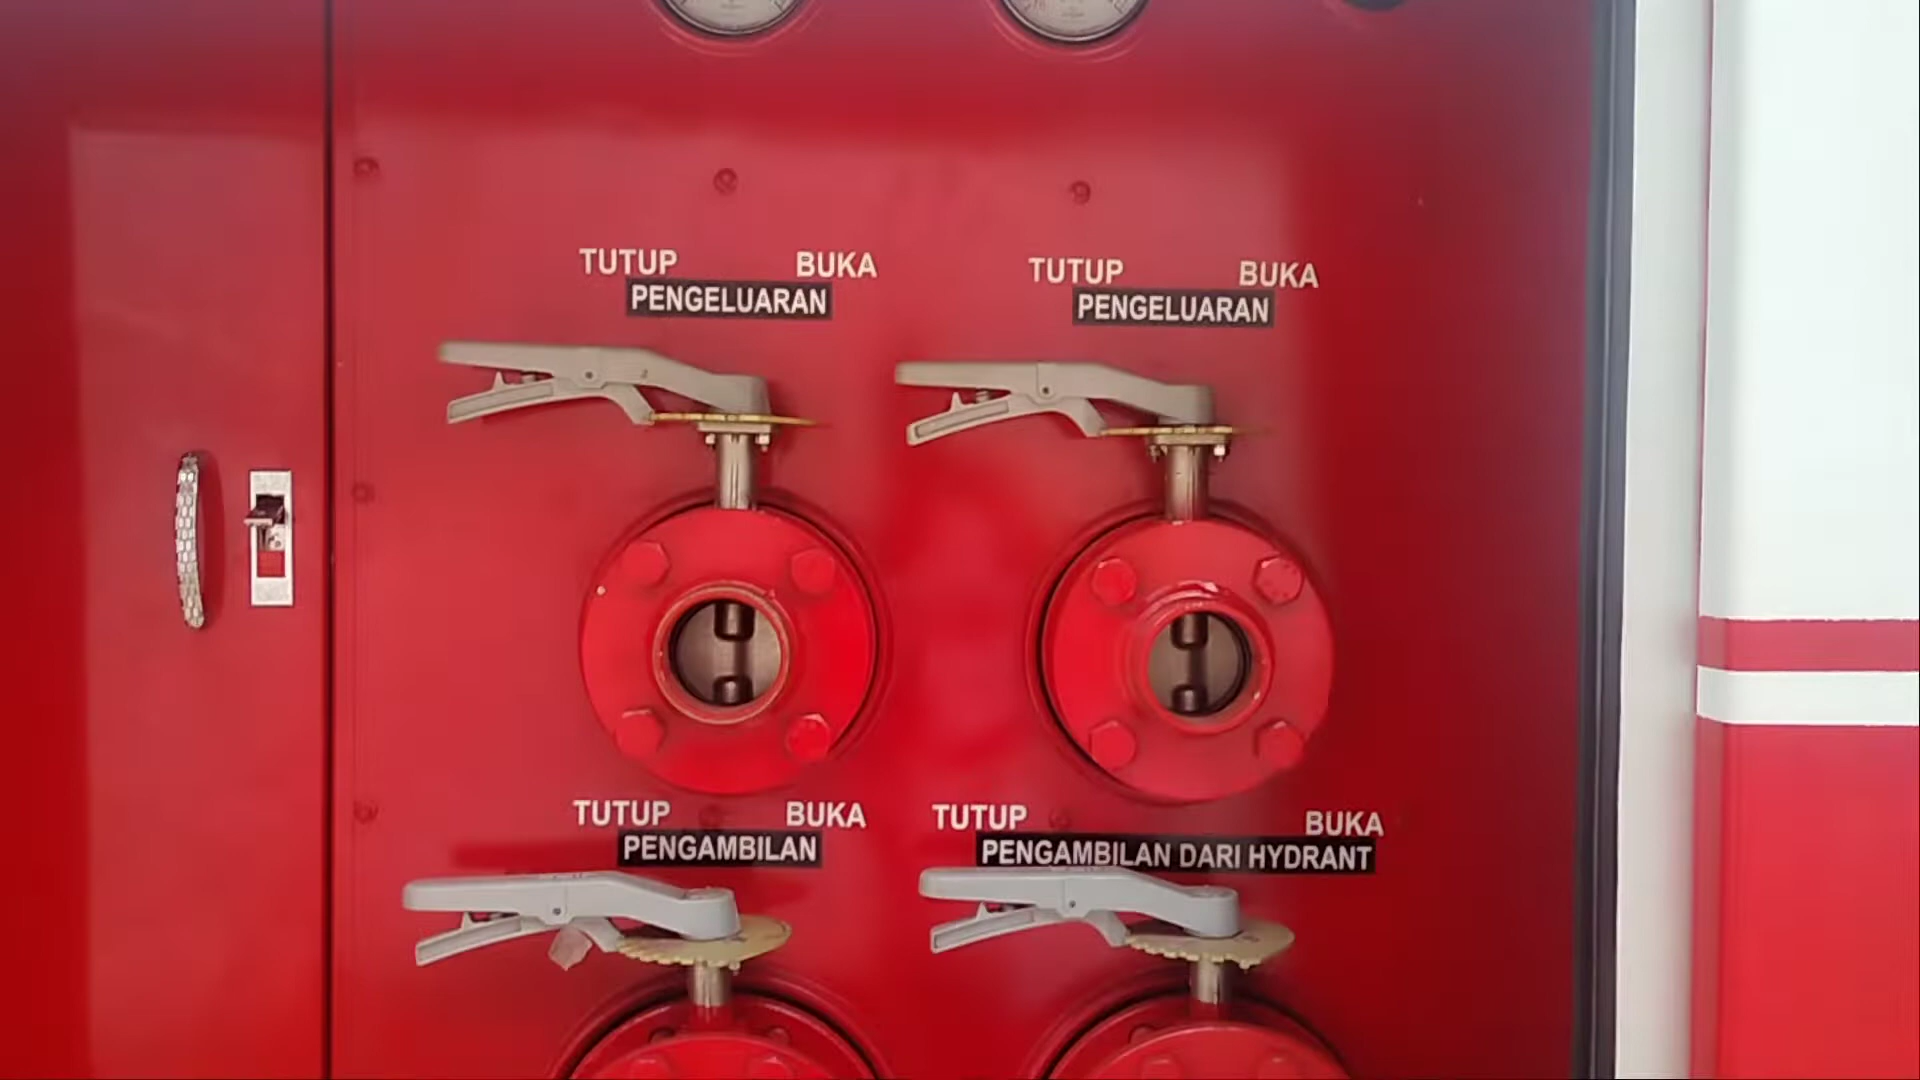 TUTUP BUKA
PENGELUARAN
TUTUP BUKA
PENGELUARAN
TUTUP BUKA
PENGAMBILAN
TUTUP BUKA
PENGAMBILAN DARI HYDRANT